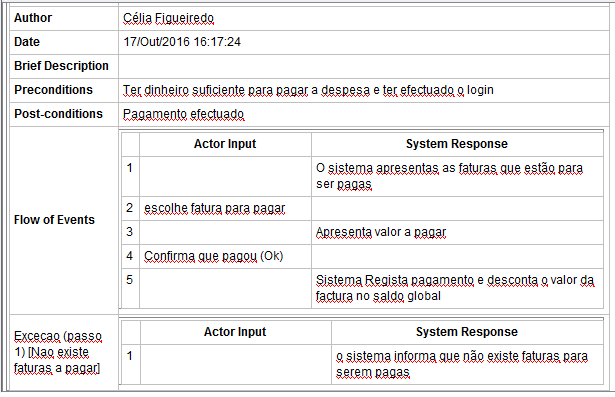 Author Célia Figueiredo
Date 17/Out/2016 16:17:24
Brief Description
Preconditions Ter dinheiro suficiente para pagar a despesa e ter efectuado o login
Post-conditions Pagamento efectuado
Flow of Events
Actor Input System Response
1 O sistema apresentas as faturas que estão para
ser pagas
2 escolhe fatura para pagar
3 Apresenta valor a pagar
4 Confirma que pagou (Ok)
5 Sistema Regista pagamento e desconta o valor da
factura no saldo global
Excecao (passo
1) [Nao existe
faturas a pagar]
Actor Input System Response
1 o sistema informa que não existe faturas para
serem pagas